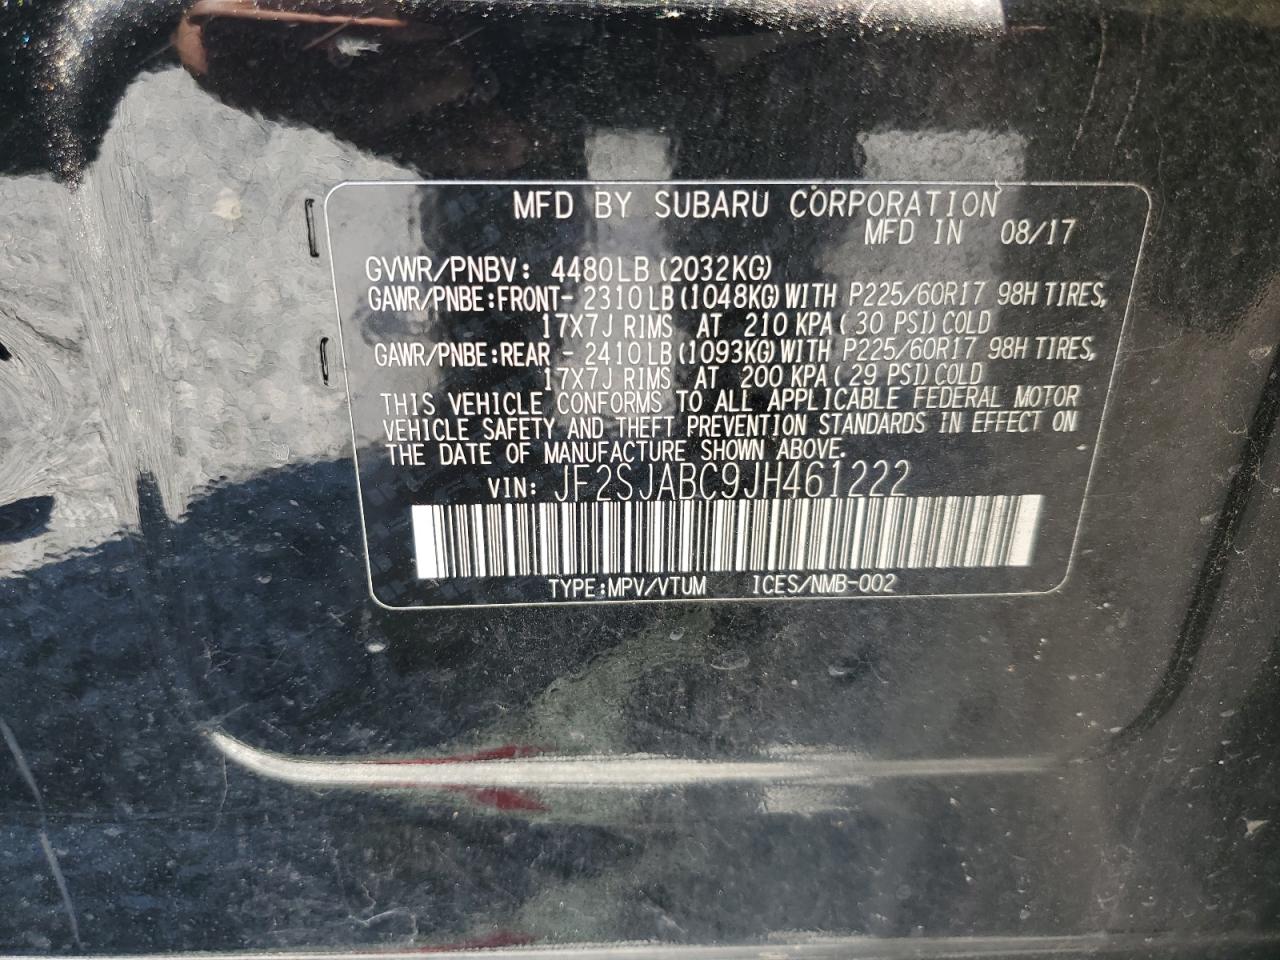 MFD BY SUBARU CORPORATION
MFD IN 08/17
GVWR/PNBV: 4480LB (2032KG)
GAWR/PNBE:FRONT- 2310LB (1048KG) WITH P225/60R17 98H TIRES,
17X7J RIMS AT 210 KPA (30 PSI) COLD
GAWR/PNBE:REAR - 2410LB (1093KG) WITH P225/60R17 98H TIRES,
17X7J RIMS AT 200 KPA (29 PSI) COLD
THIS VEHICLE CONFORMS TO ALL APPLICABLE FEDERAL MOTOR
VEHICLE SAFETY AND THEFT PREVENTION STANDARDS IN EFFECT ON
THE DATE OF MANUFACTURE SHOWN ABOVE.
VIN: JF2SJABC9JH461222
TYPE:MPV/VTUM ICES/NMB-002